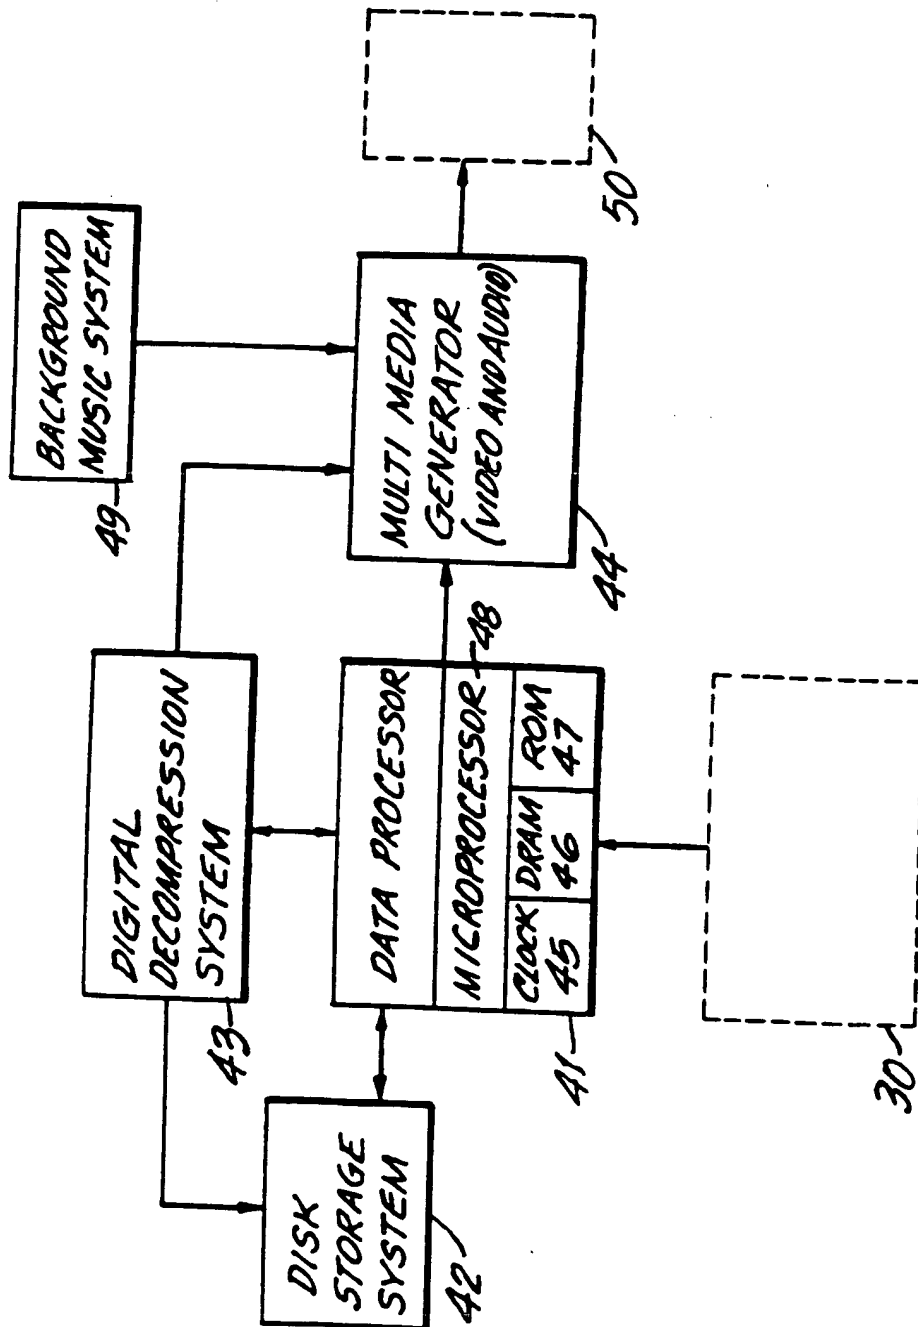 BACKGROUND
MUSIC SYSTEM
49
DIGITAL
DECOMPRESSION
SYSTEM
43
DISK
STORAGE
SYSTEM
42
DATA PROCESSOR
MICROPROCESSOR
48
CLOCK
45
DRAM
46
ROM
47
41
MULTI MEDIA
GENERATOR
(VIDEO AND AUDIO)
44
50
30